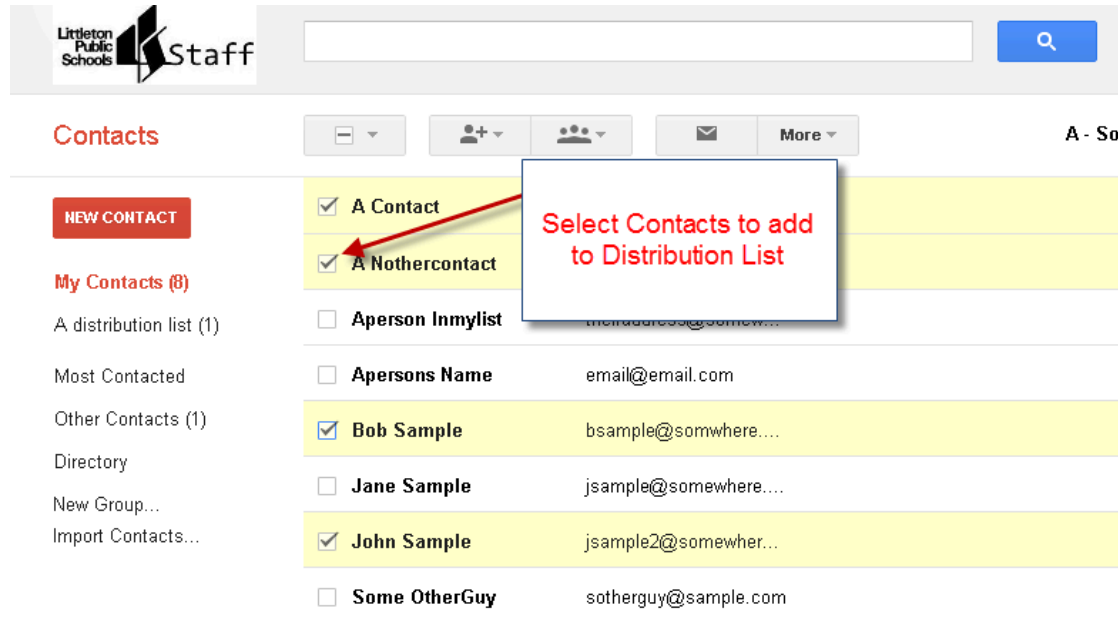 Littleton
Public
Schools
Staff
Contacts
More
A - So
NEW CONTACT
My Contacts (8)
A distribution list (1)
Most Contacted
Other Contacts (1)
Directory
New Group...
Import Contacts...
A Contact
A Nothercontact
Select Contacts to add
to Distribution List
Aperson Inmylist theiraddress@somew...
Apersons Name email@email.com
Bob Sample bsample@somwhere....
Jane Sample jsample@somewhere....
John Sample jsample2@somewher...
Some OtherGuy sotherguy@sample.com